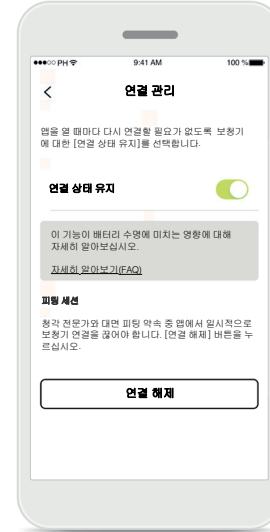 ●●●○○ PH 9:41 AM 100 %
연결 관리
앱을 열 때마다 다시 연결할 필요가 없도록 보청기
에 대한 [연결 상태 유지]를 선택합니다.
연결 상태 유지
이 기능이 배터리 수명에 미치는 영향에 대해
자세히 알아보십시오.
자세히 알아보기(FAQ)
피팅 세션
청각 전문가와 대면 피팅 약속 중 앱에서 일시적으로
보청기 연결을 끊어야 합니다. [연결 해제] 버튼을 누
르십시오.
연결 해제